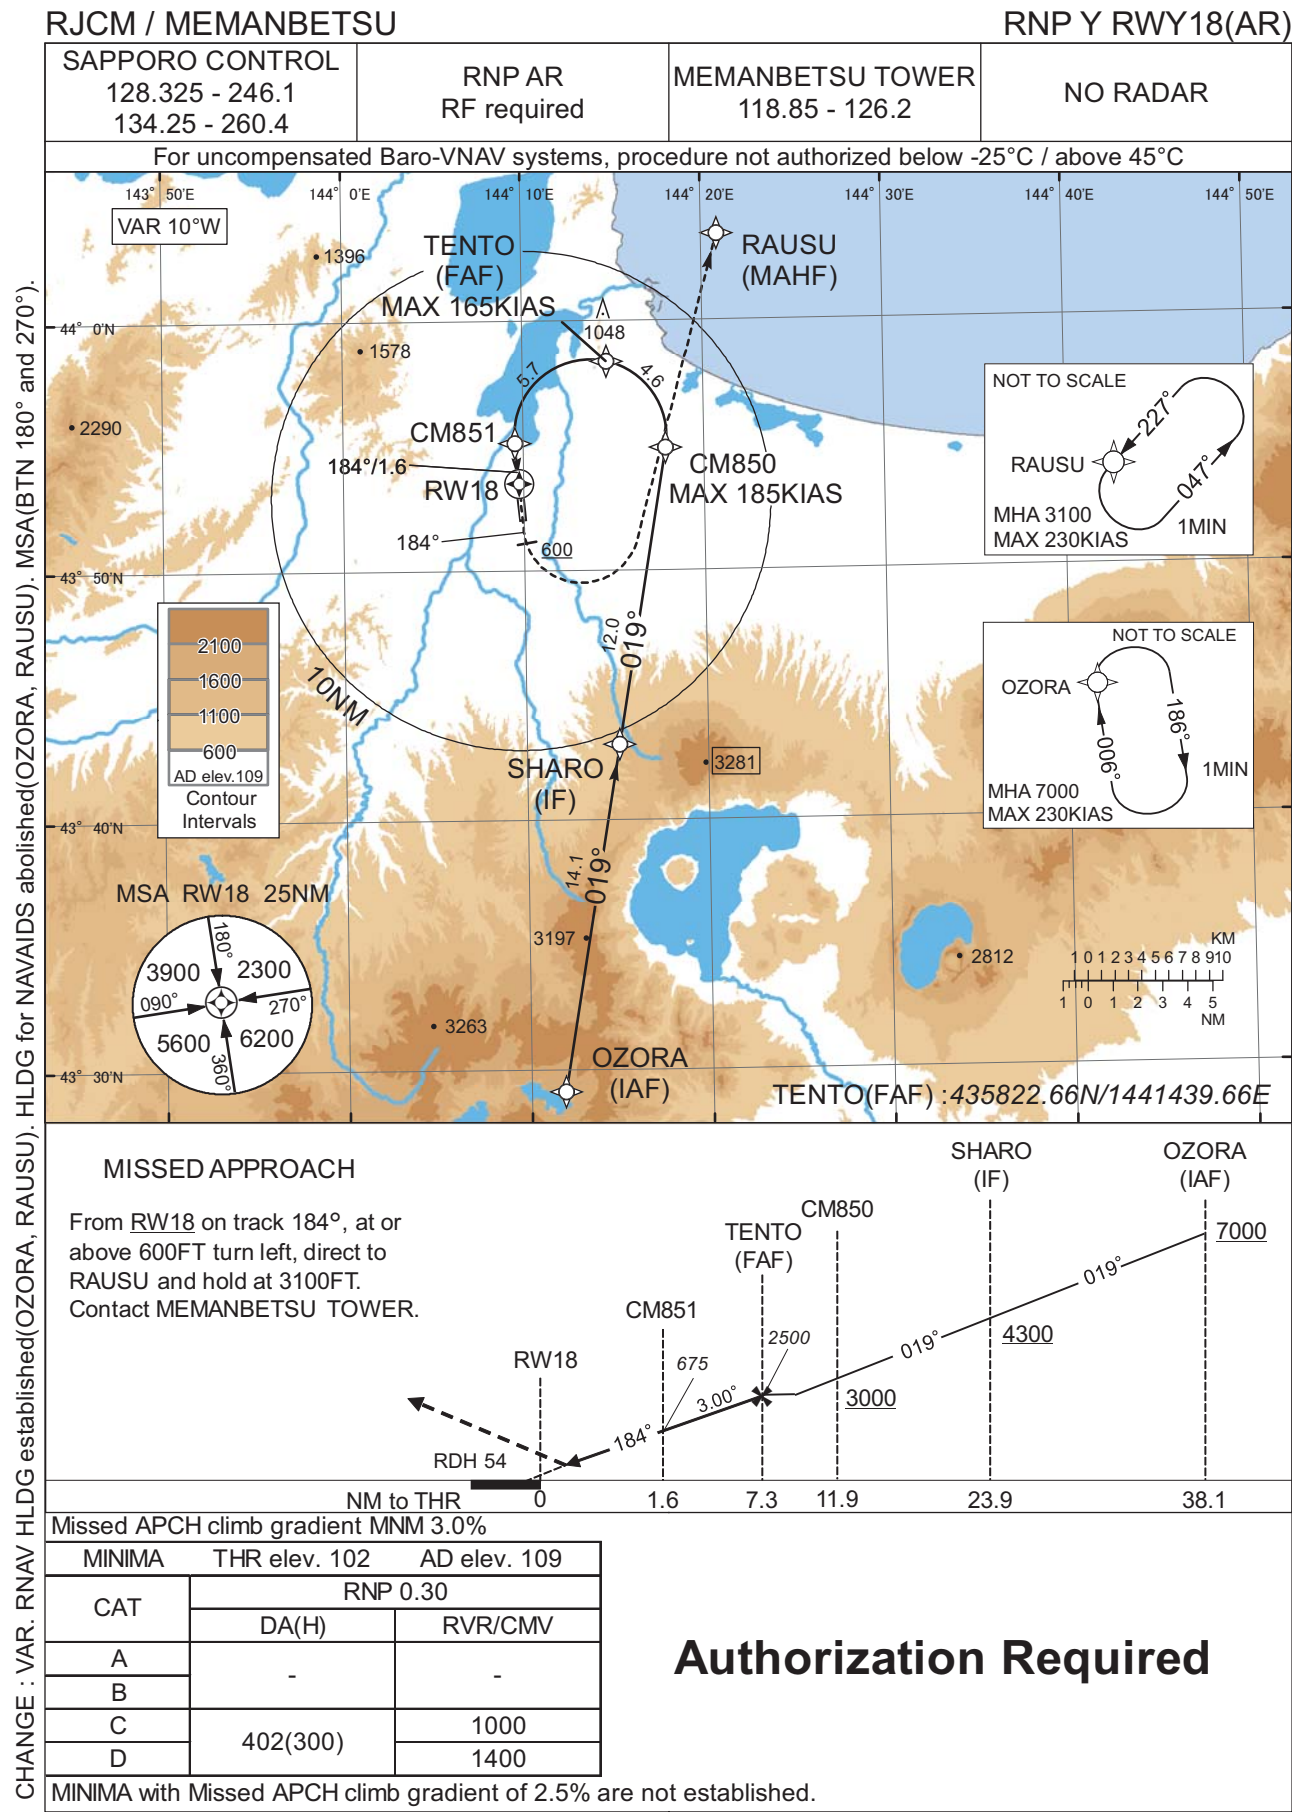 RJCM / MEMANBETSU
RNP Y RWY18(AR)
SAPPORO CONTROL
128.325 - 246.1
134.25 - 260.4
RNP AR
RF required
MEMANBETSU TOWER
118.85 - 126.2
NO RADAR
For uncompensated Baro-VNAV systems, procedure not authorized below -25°C / above 45°C
143° 50'E
144° 0'E
144° 10'E
144° 20'E
144° 30'E
144° 40'E
144° 50'E
VAR 10°W
1396
TENTO
(FAF)
MAX 165KIAS
RAUSU
(MAHF)
44° 0'N
1048
1578
5.7
4.6
2290
CM851
184°/1.6
RW18
CM850
MAX 185KIAS
184°
600
43° 50'N
NOT TO SCALE
227°
RAUSU
047°
MHA 3100
MAX 230KIAS
1MIN
2100
1600
1100
600
AD elev.109
Contour
Intervals
10NM
12.0
019°
NOT TO SCALE
OZORA
186°
006°
1MIN
MHA 7000
MAX 230KIAS
SHARO
(IF)
3281
43° 40'N
14.1
019°
MSA RW18 25NM
180°
3900
2300
090°
270°
5600
6200
360°
3197
3263
2812
KM
1 0 1 2 3 4 5 6 7 8 9 10
1 0 1 2 3 4 5
NM
43° 30'N
OZORA
(IAF)
TENTO(FAF) :435822.66N/1441439.66E
MISSED APPROACH
From RW18 on track 184°, at or
above 600FT turn left, direct to
RAUSU and hold at 3100FT.
Contact MEMANBETSU TOWER.
SHARO
(IF)
OZORA
(IAF)
CM850
TENTO
(FAF)
7000
019°
CM851
4300
2500
019°
RW18
675
3.00°
3000
184°
RDH 54
NM to THR
0
1.6
7.3
11.9
23.9
38.1
Missed APCH climb gradient MNM 3.0%
MINIMA THR elev. 102 AD elev. 109
CAT
RNP 0.30
DA(H)
RVR/CMV
A
B
-
-
C
D
402(300)
1000
1400
Authorization Required
MINIMA with Missed APCH climb gradient of 2.5% are not established.
CHANGE : VAR. RNAV HLDG established(OZORA, RAUSU). HLDG for NAVAIDS abolished(OZORA, RAUSU). MSA(BTN 180° and 270°).